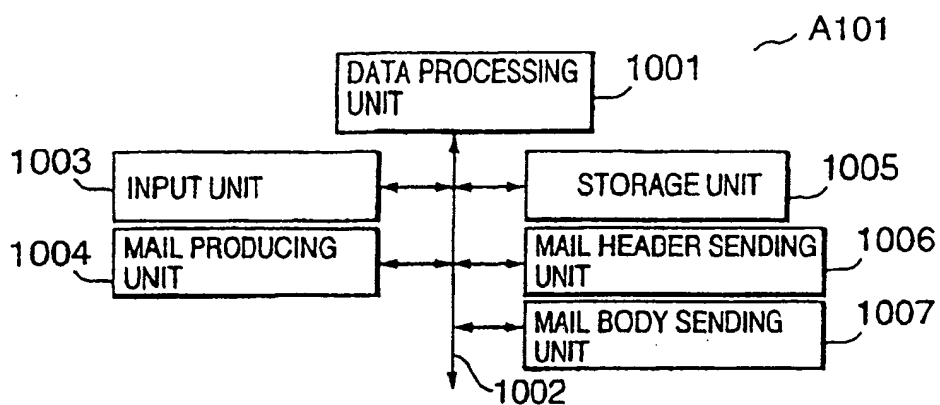 A101
DATA PROCESSING
UNIT
1001
1003
INPUT UNIT
STORAGE UNIT
1005
1004
MAIL PRODUCING
UNIT
MAIL HEADER SENDING
UNIT
1006
MAIL BODY SENDING
UNIT
1007
1002